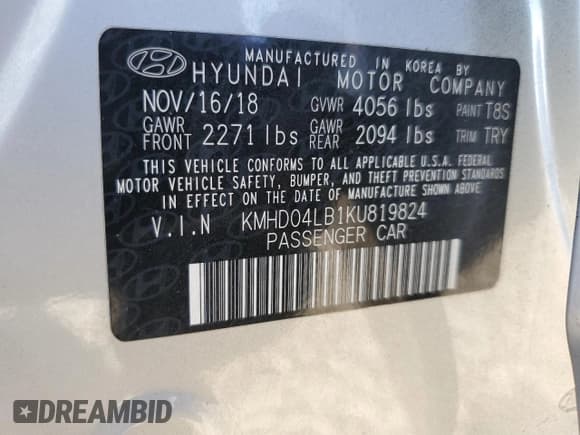 MANUFACTURED IN KOREA BY
HYUNDAI MOTOR COMPANY
NOV/16/18 GVWR 4056 lbs PAINT T8S
GAWR FRONT 2271 lbs GAWR REAR 2094 lbs TRIM TRY
THIS VEHICLE CONFORMS TO ALL APPLICABLE U.S.A. FEDERAL
MOTOR VEHICLE SAFETY, BUMPER, AND THEFT PREVENTION STANDARDS
IN EFFECT ON THE DATE OF MANUFACTURE SHOWN ABOVE.
V.I.N KMHD04LB1KU819824
PASSENGER CAR
DREAMBID